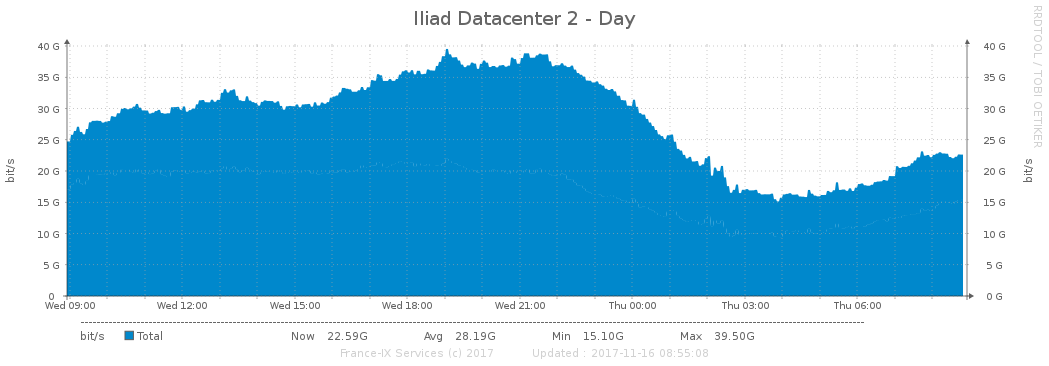 Iliad Datacenter 2 - Day
RRDTOOL / TOBI OETIKER
40 G 40 G
35 G 35 G
30 G 30 G
25 G 25 G
20 G 20 G
15 G 15 G
10 G 10 G
5 G 5 G
0 0 G
bit/s bit/s
Wed 09:00 Wed 12:00 Wed 15:00 Wed 18:00 Wed 21:00 Thu 00:00 Thu 03:00 Thu 06:00
bit/s Total Now 22.59G Avg 28.19G Min 15.10G Max 39.50G
France-IX Services (c) 2017 Updated : 2017-11-16 08:55:08